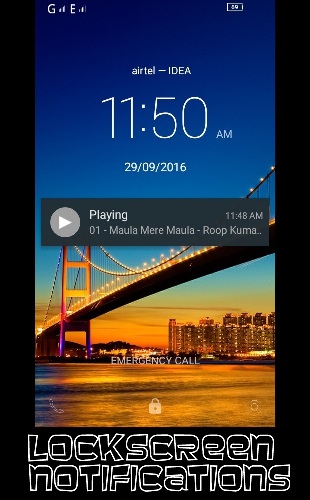 G E 89
airtel — IDEA
11:50 AM
29/09/2016
Playing 11:48 AM
01 - Maula Mere Maula - Roop Kuma..
EMERGENCY CALL
LOCKSCREEN
NOTIFICATIONS